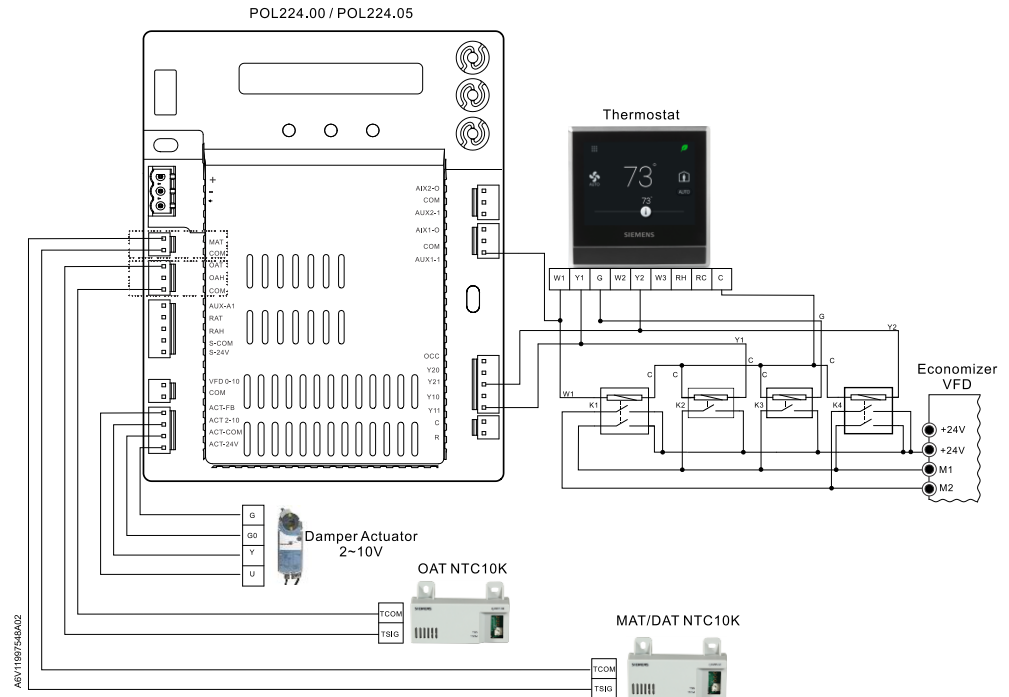 POL224.00 / POL224.05
Thermostat
73°
AUTO
AUTO
73°
SIEMENS
W1 Y1 G W2 Y2 W3 RH RC C
+
-
MAT
COM
OAT
OAH
COM
AUX-A1
RAT
RAH
S-COM
S-24V
VFD 0-10
COM
ACT-FB
ACT 2-10
ACT-COM
ACT-24V
AIX2-O
COM
AUX2-1
AIX1-O
COM
AUX1-1
OCC
Y20
Y21
Y10
Y11
C
R
G
Y2
Y1
C
C
C
C
W1
K1
K2
K3
K4
Economizer
VFD
+24V
+24V
M1
M2
G
G0
Y
U
Damper Actuator
2~10V
OAT NTC10K
SIEMENS
TCOM
TSIG
MAT/DAT NTC10K
SIEMENS
TCOM
TSIG
A6V11997548A02